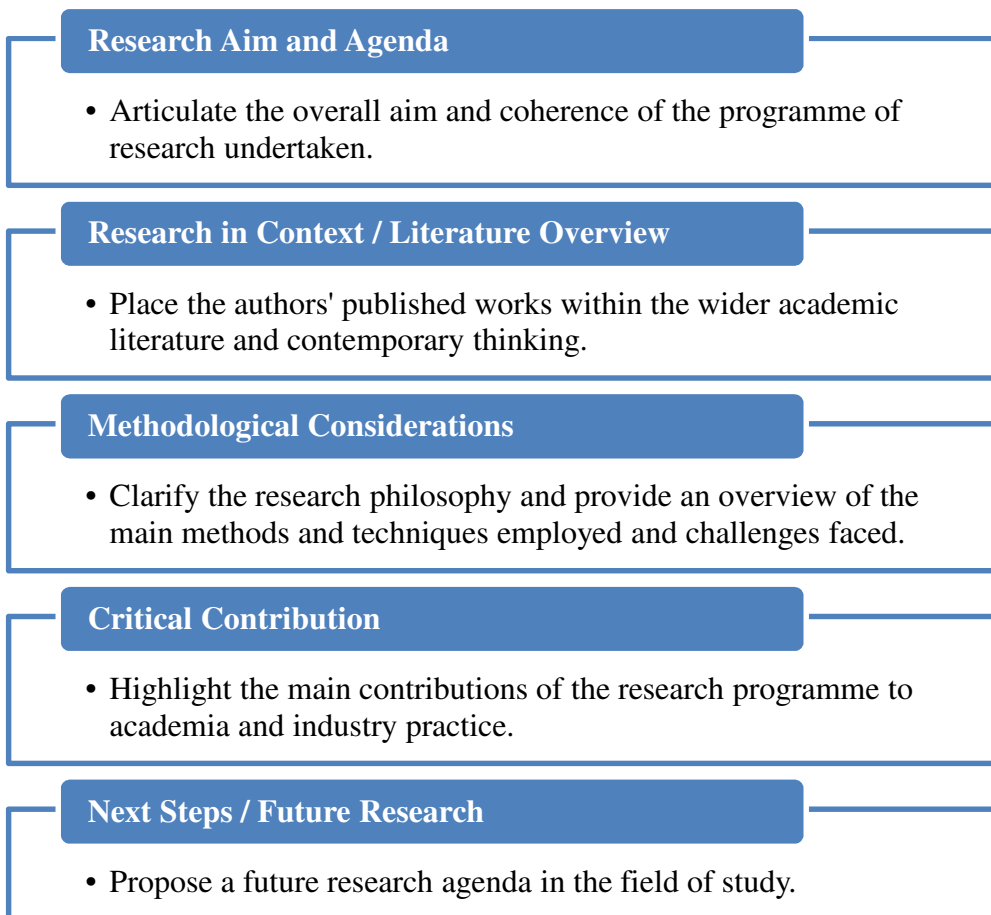 Research Aim and Agenda
• Articulate the overall aim and coherence of the programme of
research undertaken.
Research in Context / Literature Overview
• Place the authors' published works within the wider academic
literature and contemporary thinking.
Methodological Considerations
• Clarify the research philosophy and provide an overview of the
main methods and techniques employed and challenges faced.
Critical Contribution
• Highlight the main contributions of the research programme to
academia and industry practice.
Next Steps / Future Research
• Propose a future research agenda in the field of study.